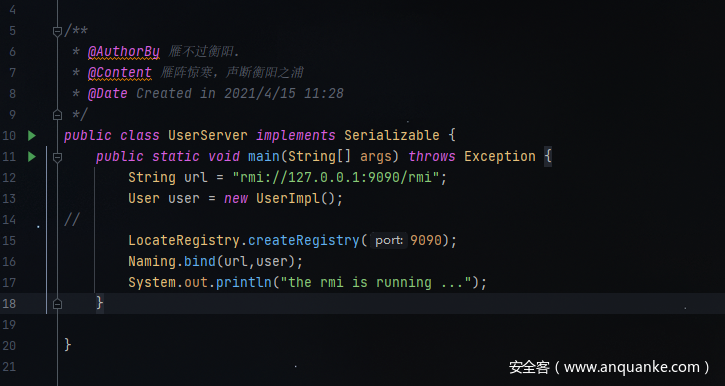 4
5 /**
6 * @AuthorBy 雁不过衡阳.
7 * @Content 雁阵惊寒，声断衡阳之浦
8 * @Date Created in 2021/4/15 11:28
9 */
10 public class UserServer implements Serializable {
11 public static void main(String[] args) throws Exception {
12 String url = "rmi://127.0.0.1:9090/rmi";
13 User user = new UserImpl();
14 //
15 LocateRegistry.createRegistry( port: 9090);
16 Naming.bind(url,user);
17 System.out.println("the rmi is running ...");
18 }
19
20 }
21
安全客（www.anquanke.com）